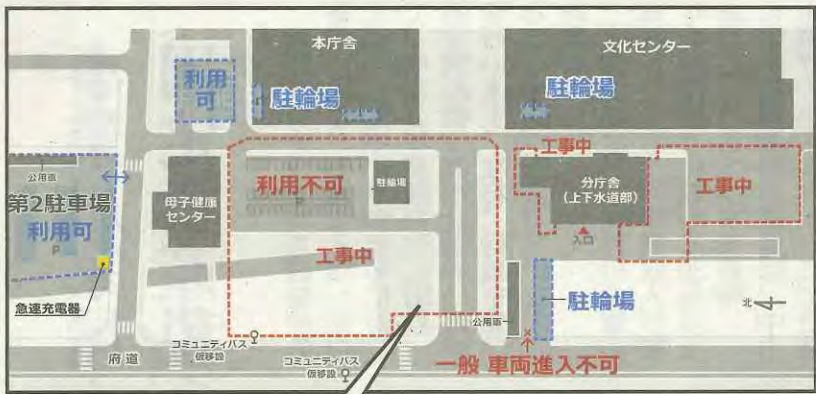 本庁舎
文化センター
利用
可
駐輪場
駐輪場
工事中
公用車
第2駐車場
利用可
P
母子健康
センター
利用不可
P
駐輪場
分庁舎
(上下水道部)
工事中
入口
工事中
急速充電器
公用車
駐輪場
北
府道
コミュニティバス
仮移設
コミュニティバス
仮移設
一般 車両進入不可